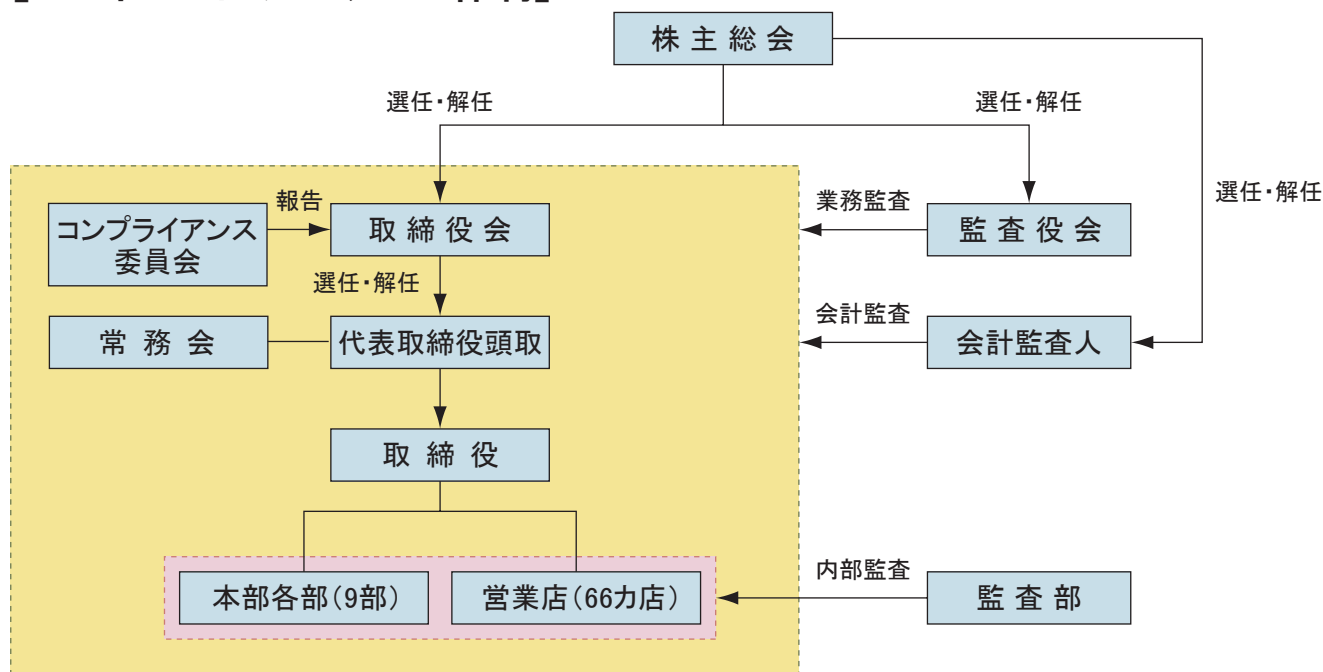 株主総会
選任・解任
選任・解任
選任・解任
報告
業務監査
コンプライアンス
委員会
取締役会
監査役会
選任・解任
会計監査
常務会
代表取締役頭取
会計監査人
取締役
内部監査
本部各部(9部)
営業店(66カ店)
監査部